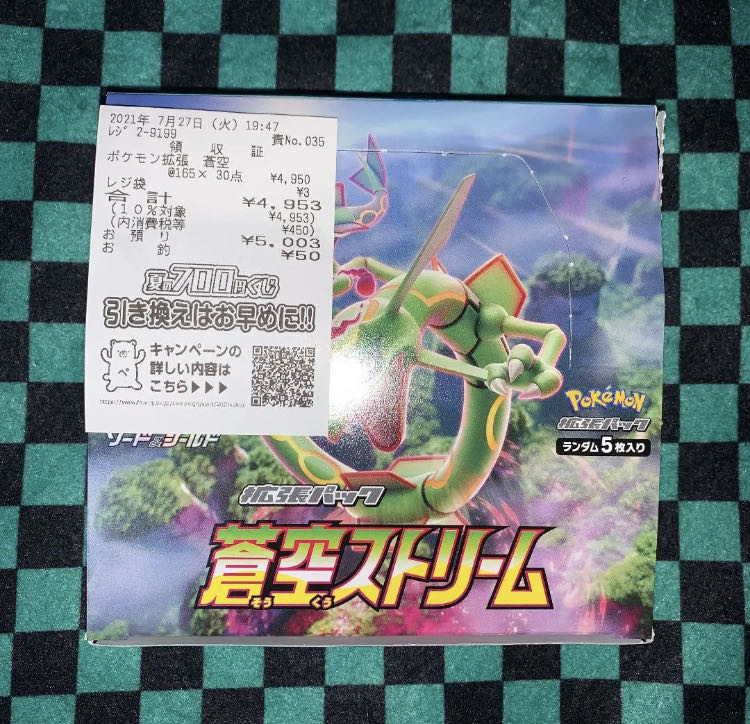 2021年 7月27日 (火) 19:47
レジ 2-9199 責No.035
領 収 証
ポケモン拡張 蒼空
@165× 30点 ¥4,950
レジ袋 ¥3
合 計 ¥4,953
(10%対象 ¥4,953)
(内消費税等 ¥450)
お預り ¥5,003
お 釣 ¥50
夏の700円くじ
引き換えはお早めに!!
キャンペーンの
詳しい内容は
こちら▶▶▶
ソード&シールド
Pokémon
拡張パック
ランダム5枚入り
拡張パック
蒼空ストリーム
そう くう